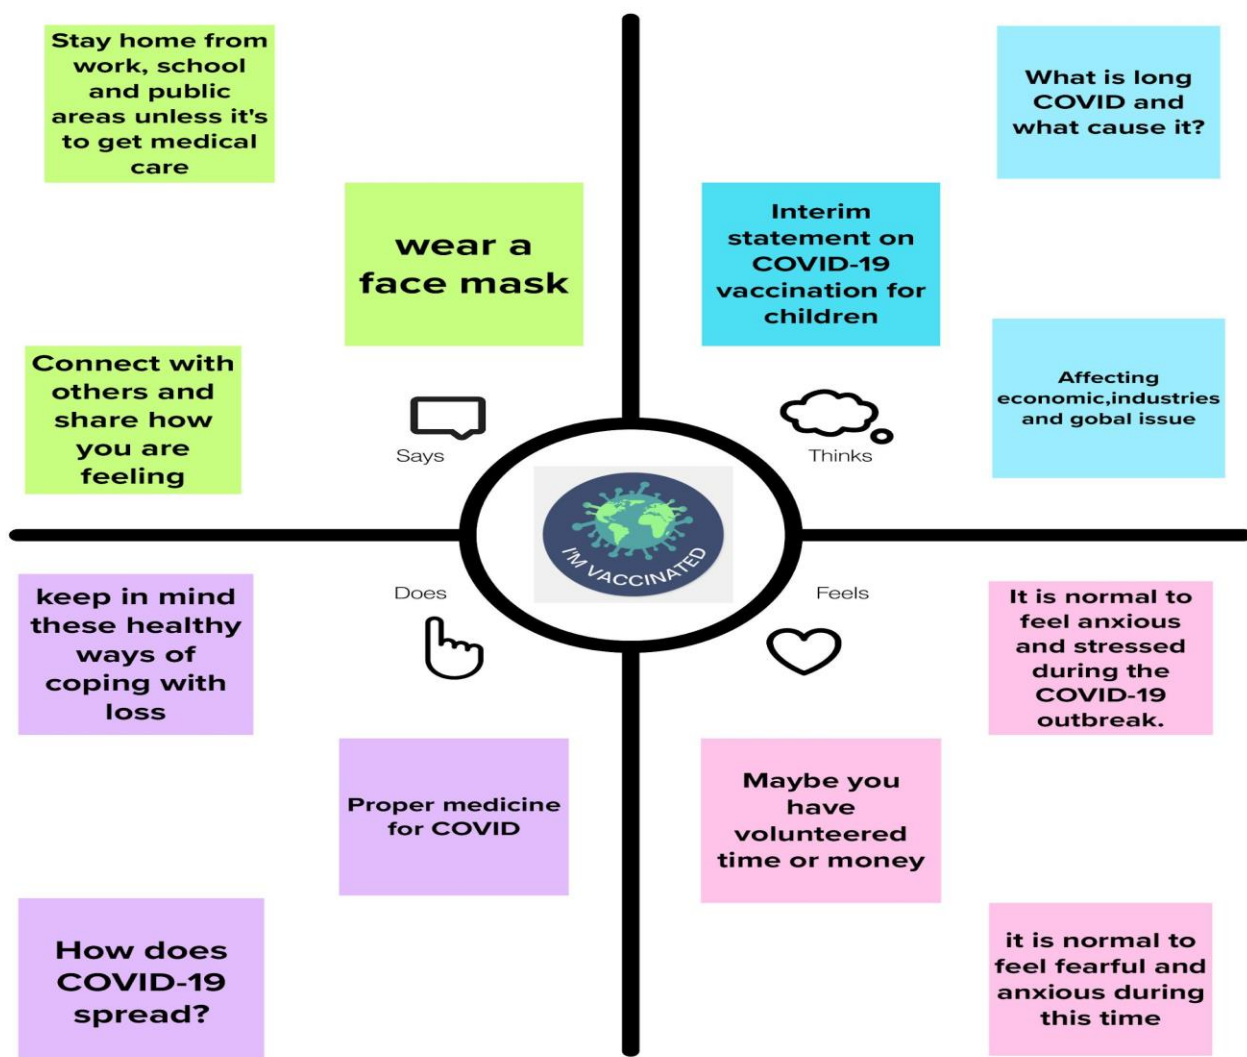 Stay home from
work, school
and public
areas unless it's
to get medical
care
wear a
face mask
Connect with
others and
share how
you are
feeling
Says
What is long
COVID and
what cause it?
Interim
statement on
COVID-19
vaccination for
children
Affecting
economic,industries
and gobal issue
Thinks
I'M VACCINATED
Does
keep in mind
these healthy
ways of
coping with
loss
Proper medicine
for COVID
How does
COVID-19
spread?
Feels
It is normal to
feel anxious
and stressed
during the
COVID-19
outbreak.
Maybe you
have
volunteered
time or money
it is normal to
feel fearful and
anxious during
this time